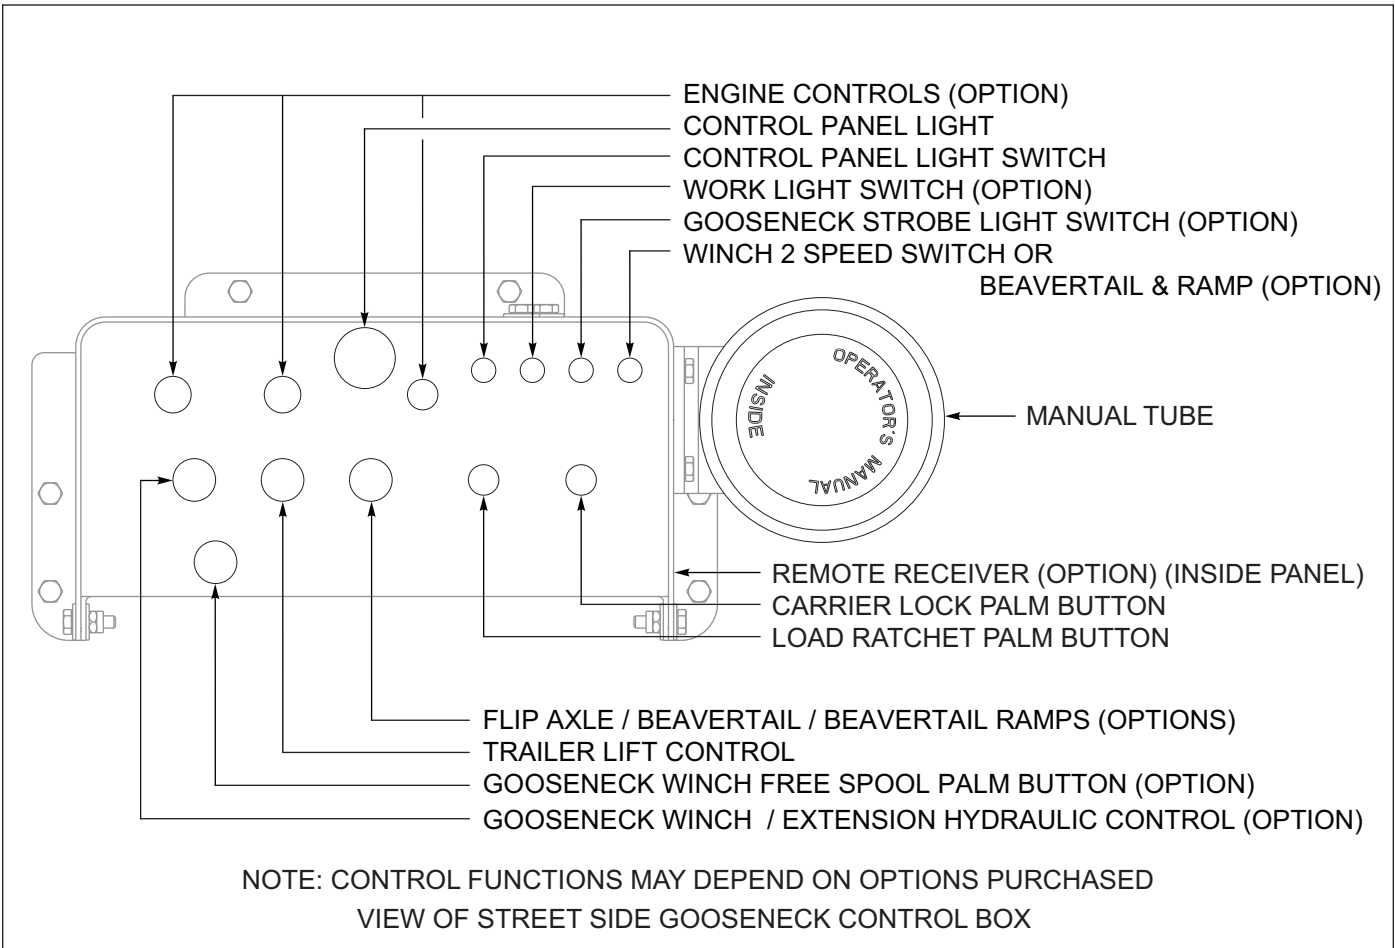 ENGINE CONTROLS (OPTION)
CONTROL PANEL LIGHT
CONTROL PANEL LIGHT SWITCH
WORK LIGHT SWITCH (OPTION)
GOOSENECK STROBE LIGHT SWITCH (OPTION)
WINCH 2 SPEED SWITCH OR
BEAVERTAIL & RAMP (OPTION)
OPERATOR'S MANUAL
INSIDE
MANUAL TUBE
REMOTE RECEIVER (OPTION) (INSIDE PANEL)
CARRIER LOCK PALM BUTTON
LOAD RATCHET PALM BUTTON
FLIP AXLE / BEAVERTAIL / BEAVERTAIL RAMPS (OPTIONS)
TRAILER LIFT CONTROL
GOOSENECK WINCH FREE SPOOL PALM BUTTON (OPTION)
GOOSENECK WINCH / EXTENSION HYDRAULIC CONTROL (OPTION)
NOTE: CONTROL FUNCTIONS MAY DEPEND ON OPTIONS PURCHASED
VIEW OF STREET SIDE GOOSENECK CONTROL BOX